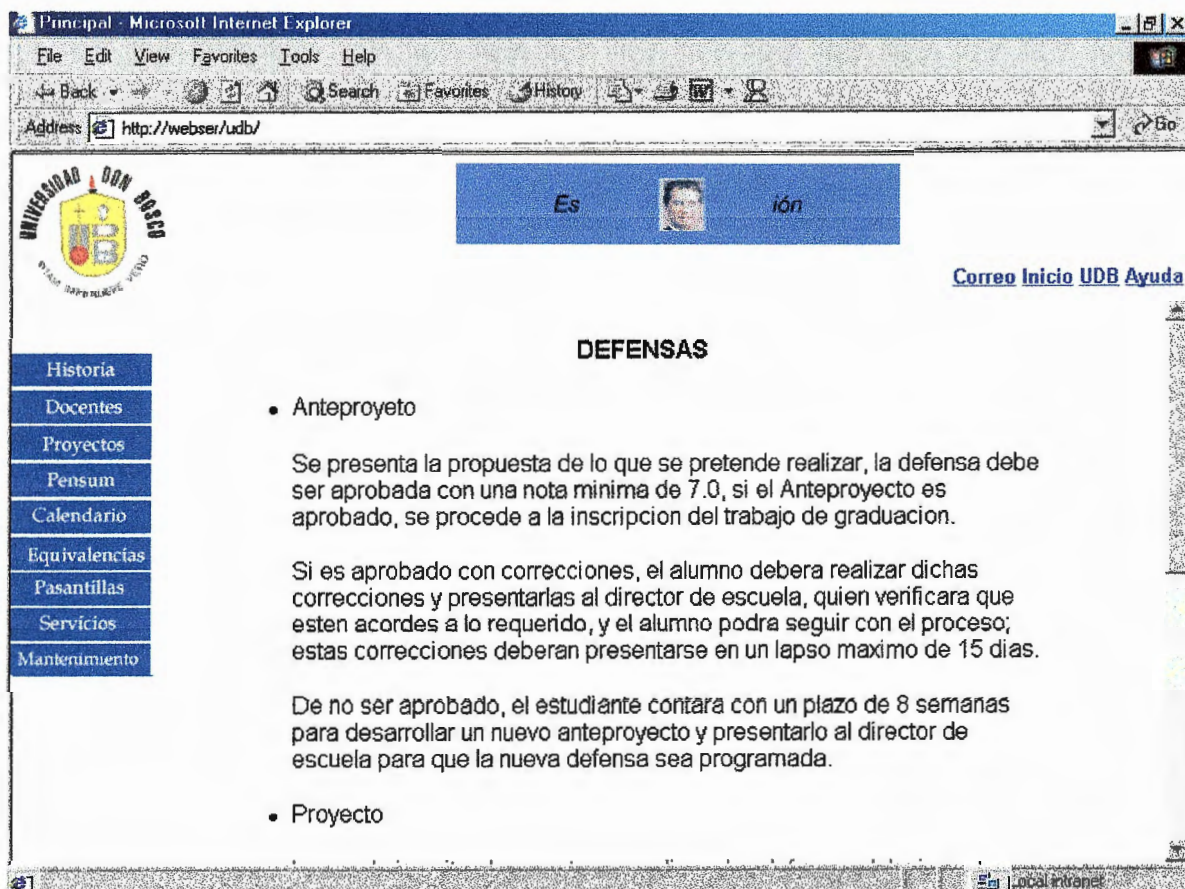 Principal - Microsoft Internet Explorer
File Edit View Favorites Tools Help
Back Search Favorites History
Address http://webser/udb/ Go
UNIVERSIDAD DON BOSCO
Es ión
Correo Inicio UDB Ayuda
DEFENSAS
Historia
Docentes
Proyectos
Pensum
Calendario
Equivalencias
Pasantillas
Servicios
Mantenimiento
• Anteproyeto
Se presenta la propuesta de lo que se pretende realizar, la defensa debe
ser aprobada con una nota minima de 7.0, si el Anteproyecto es
aprobado, se procede a la inscripcion del trabajo de graduacion.
Si es aprobado con correcciones, el alumno debera realizar dichas
correcciones y presentarlas al director de escuela, quien verificara que
esten acordes a lo requerido, y el alumno podra seguir con el proceso;
estas correcciones deberan presentarse en un lapso maximo de 15 dias.
De no ser aprobado, el estudiante contara con un plazo de 8 semanas
para desarrollar un nuevo anteproyecto y presentarlo al director de
escuela para que la nueva defensa sea programada.
• Proyecto
Local intranet